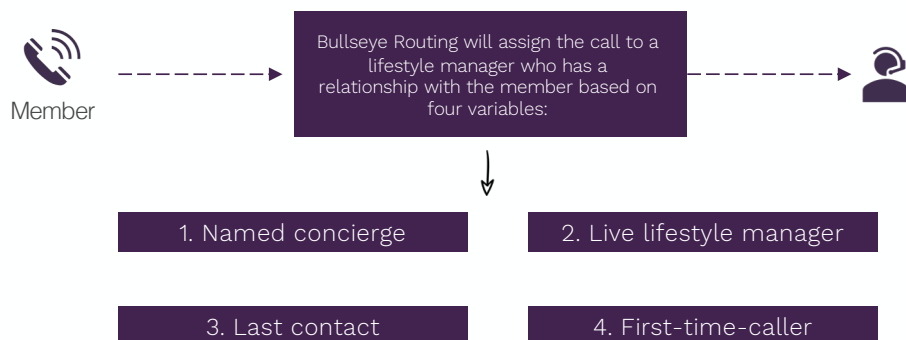 Bullseye Routing will assign the call to a
lifestyle manager who has a
relationship with the member based on
four variables:
Member
1. Named concierge
2. Live lifestyle manager
3. Last contact
4. First-time-caller